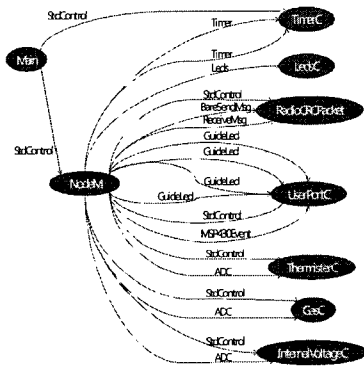 StdControl
TimerC
Timer
Main
Timer
Leds
LedsC
StdControl
BareSendMsg
RadioCRCPacket
ReceiveMsg
GuideLed
StdControl
GuideLed
NodeM
GuideLed
GuideLed
UserPortC
StdControl
MSP430Event
StdControl
ThermisterC
ADC
StdControl
GasC
ADC
StdControl
InternalVoltageC
ADC